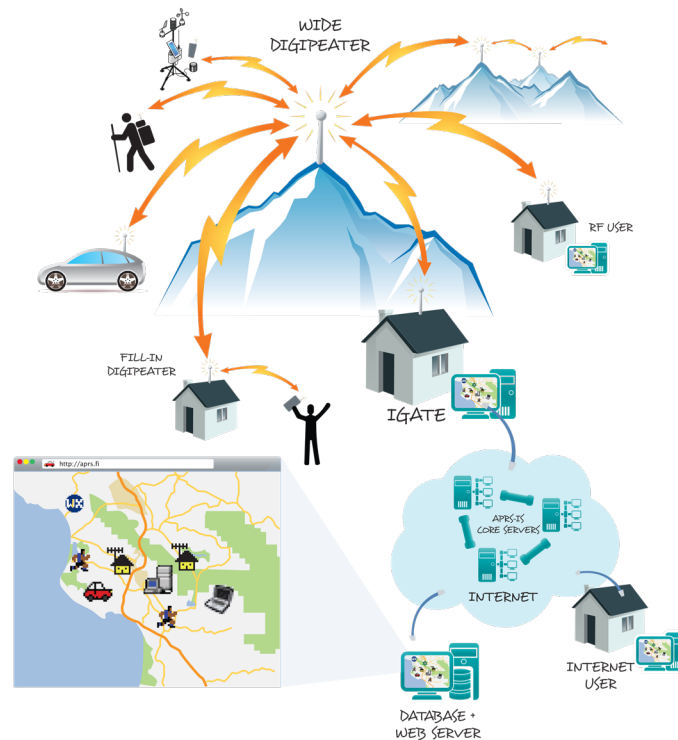 WIDE
DIGIPEATER
RF USER
FILL-IN
DIGIPEATER
IGATE
http://aprs.fi
WX
APRS-IS
CORE SERVERS
INTERNET
INTERNET
USER
DATABASE +
WEB SERVER